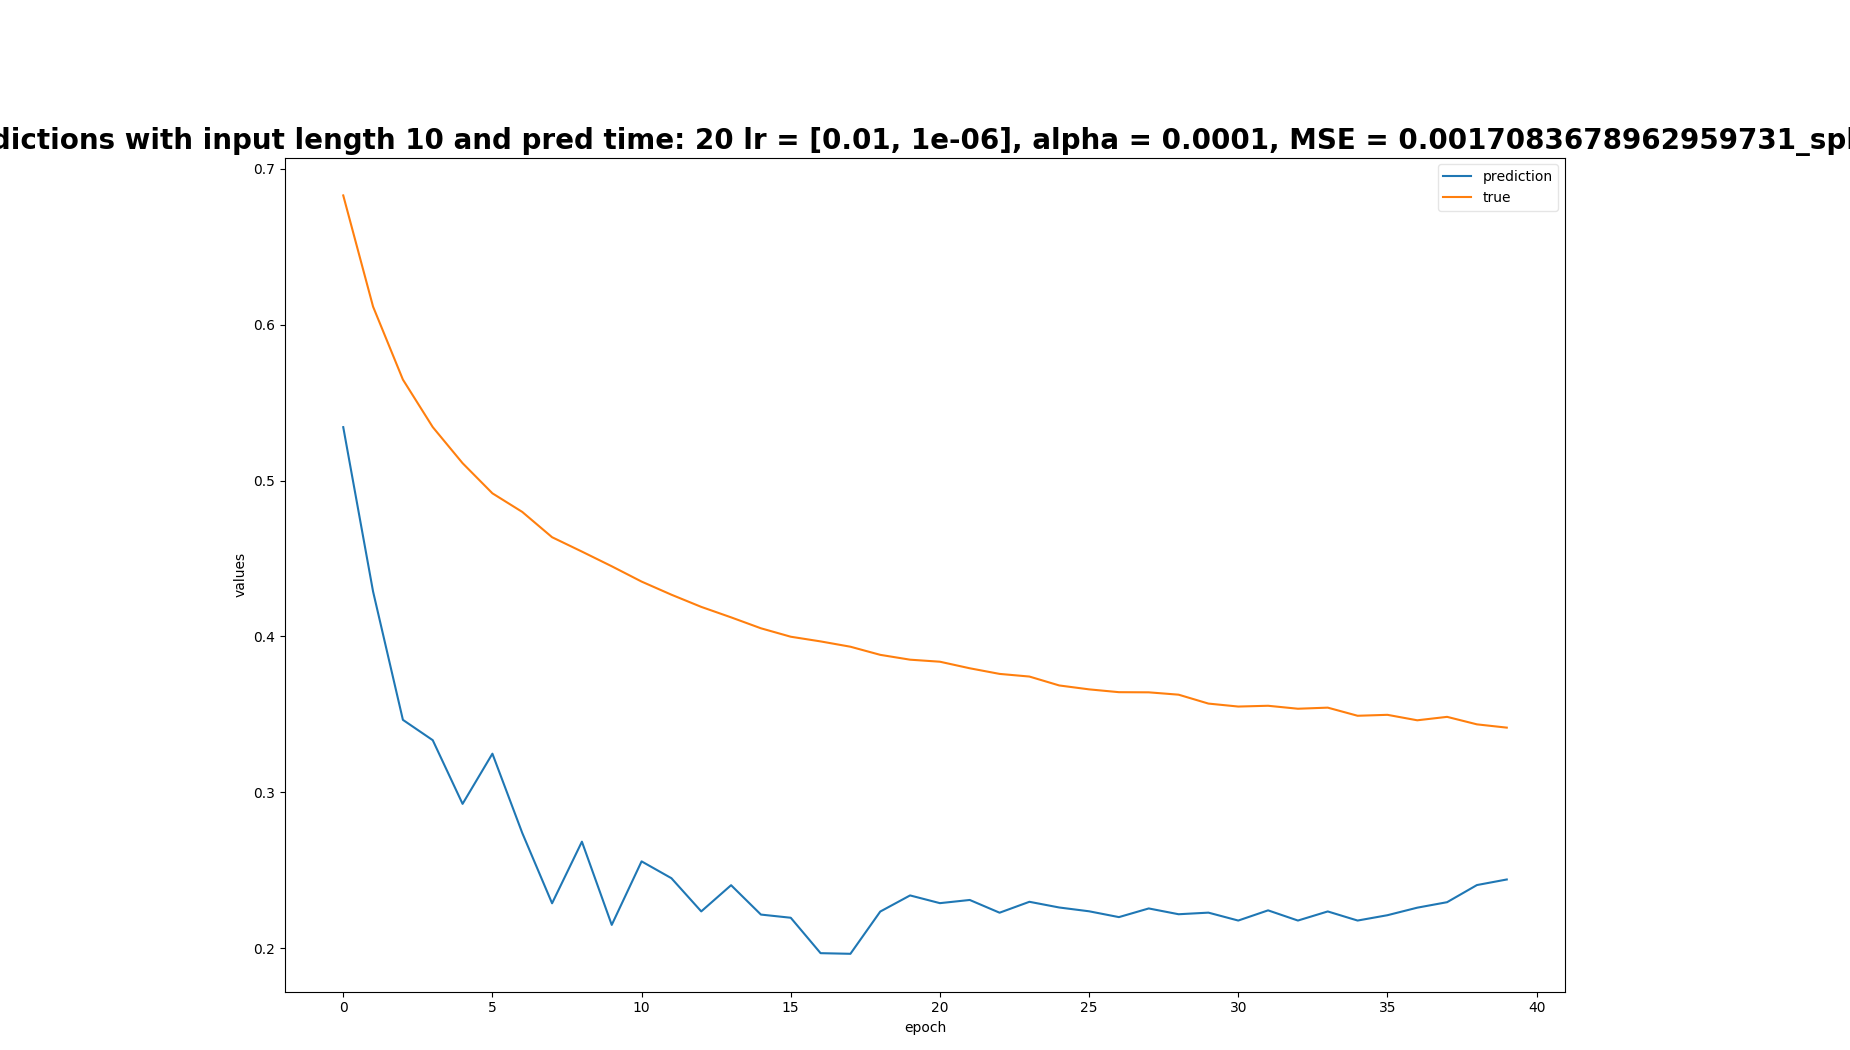 dictions with input length 10 and pred time: 20 lr = [0.01, 1e-06], alpha = 0.0001, MSE = 0.0017083678962959731_spl
prediction
true
0.7
0.6
0.5
0.4
0.3
0.2
values
0 5 10 15 20 25 30 35 40
epoch